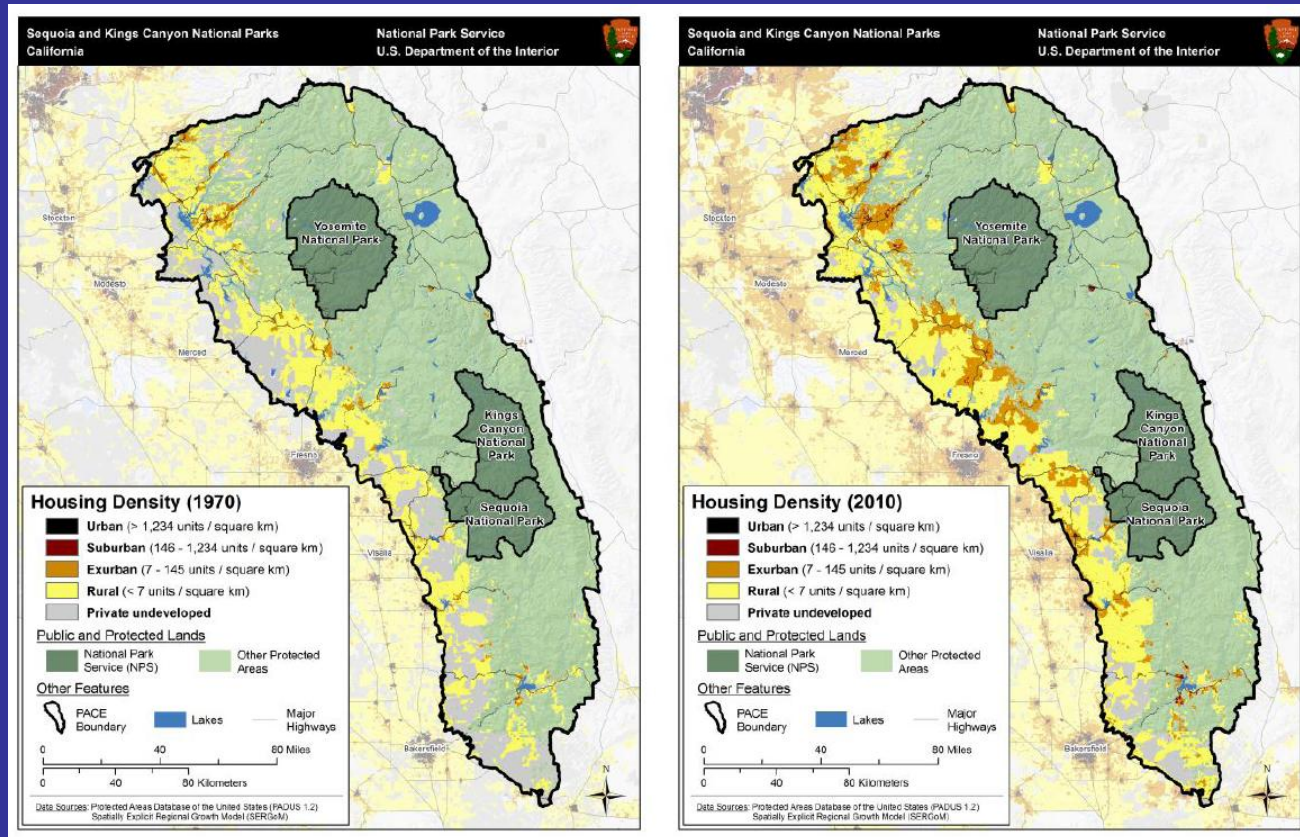 Sequoia and Kings Canyon National Parks
California
National Park Service
U.S. Department of the Interior
Stockton
Modesto
Merced
Fresno
Visalia
Bakersfield
Yosemite
National Park
Kings
Canyon
National
Park
Sequoia
National Park
Housing Density (1970)
Urban (> 1,234 units / square km)
Suburban (146 - 1,234 units / square km)
Exurban (7 - 145 units / square km)
Rural (< 7 units / square km)
Private undeveloped
Public and Protected Lands
National Park
Service (NPS)
Other Protected
Areas
Other Features
PACE
Boundary
Lakes
Major
Highways
0 40 80 Miles
0 40 80 Kilometers
N
Data Sources: Protected Areas Database of the United States (PADUS 1.2)
Spatially Explicit Regional Growth Model (SERGoM)
Sequoia and Kings Canyon National Parks
California
National Park Service
U.S. Department of the Interior
Stockton
Modesto
Merced
Fresno
Visalia
Bakersfield
Yosemite
National Park
Kings
Canyon
National
Park
Sequoia
National Park
Housing Density (2010)
Urban (> 1,234 units / square km)
Suburban (146 - 1,234 units / square km)
Exurban (7 - 145 units / square km)
Rural (< 7 units / square km)
Private undeveloped
Public and Protected Lands
National Park
Service (NPS)
Other Protected
Areas
Other Features
PACE
Boundary
Lakes
Major
Highways
0 40 80 Miles
0 40 80 Kilometers
N
Data Sources: Protected Areas Database of the United States (PADUS 1.2)
Spatially Explicit Regional Growth Model (SERGoM)